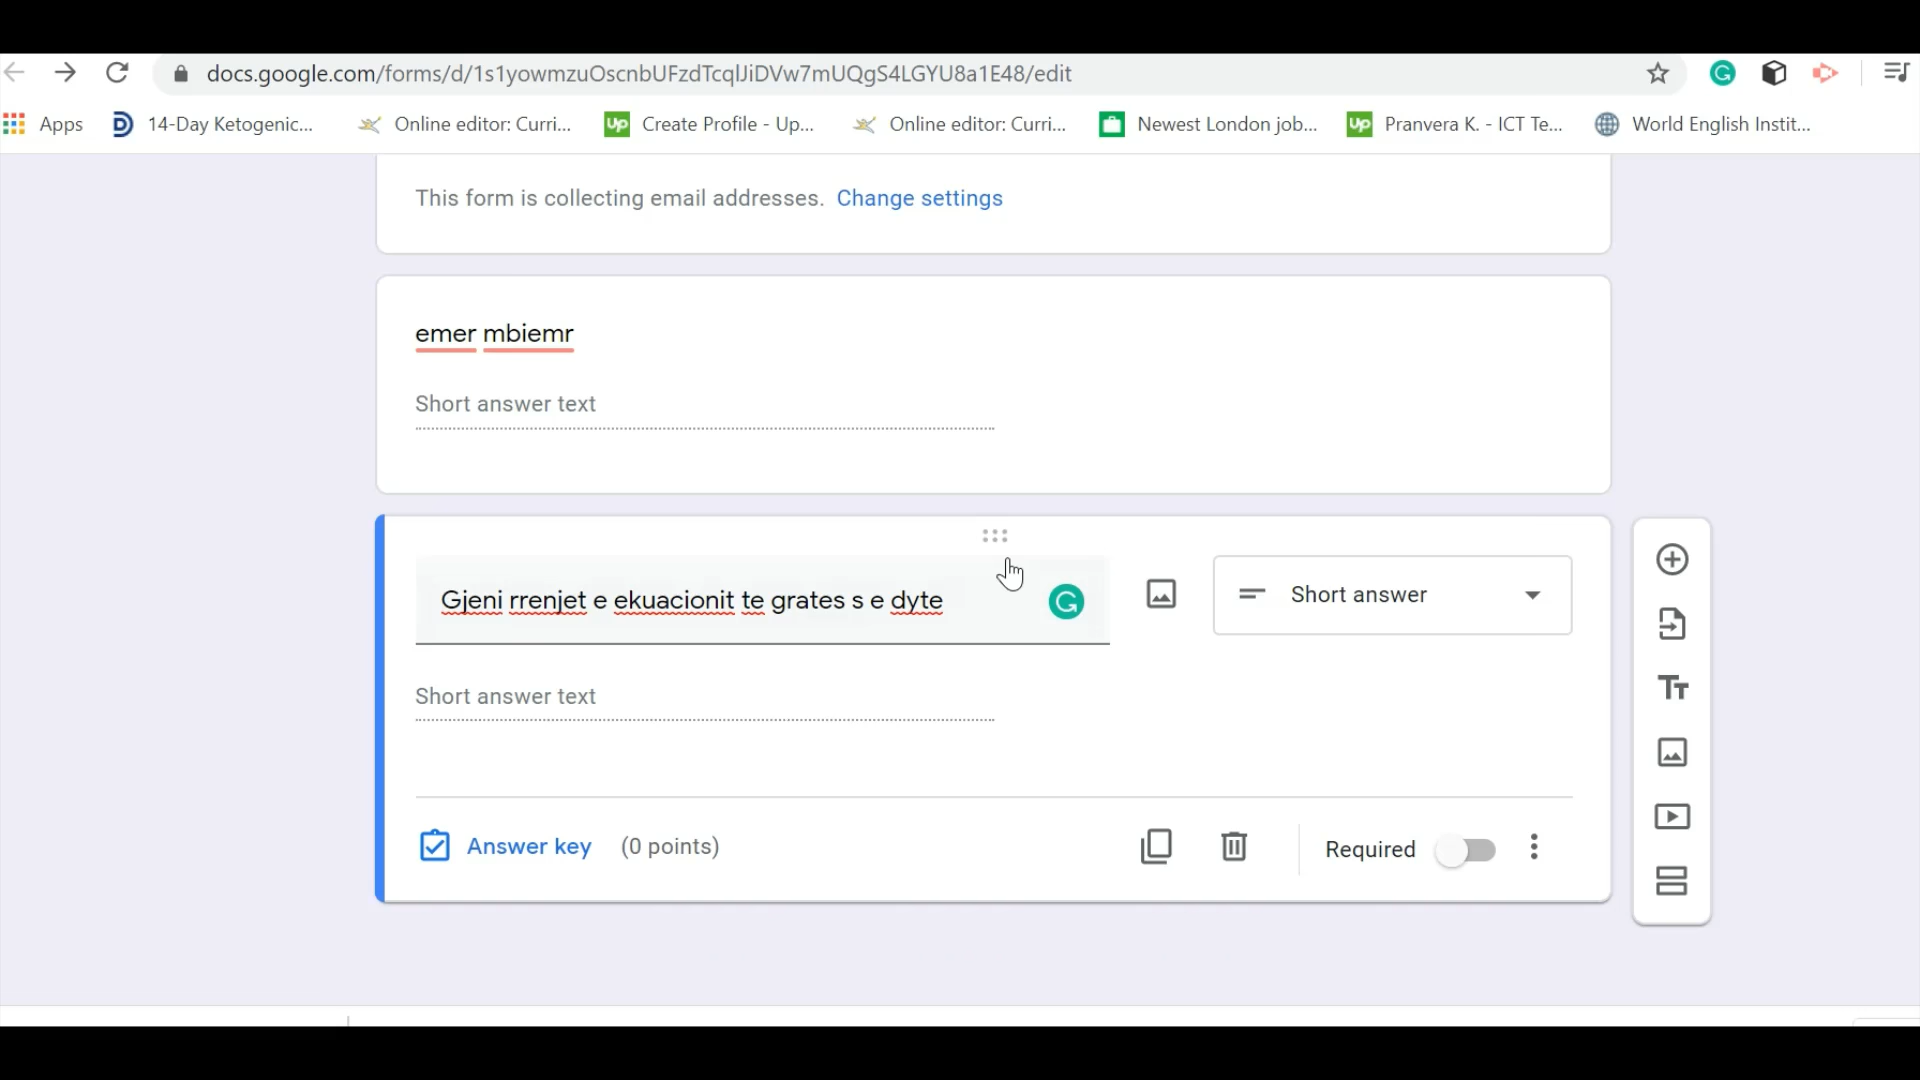 docs.google.com/forms/d/1s1yowmzuOscnbUFzdTcqlJiDVw7mUQgS4LGYU8a1E48/edit
Apps 14-Day Ketogenic... Online editor: Curri... Up Create Profile - Up... Online editor: Curri... Newest London job... Up Pranvera K. - ICT Te... World English Instit...
This form is collecting email addresses. Change settings
emer mbiemr
Short answer text
Gjeni rrenjet e ekuacionit te grates s e dyte
Short answer
Short answer text
Answer key (0 points) Required